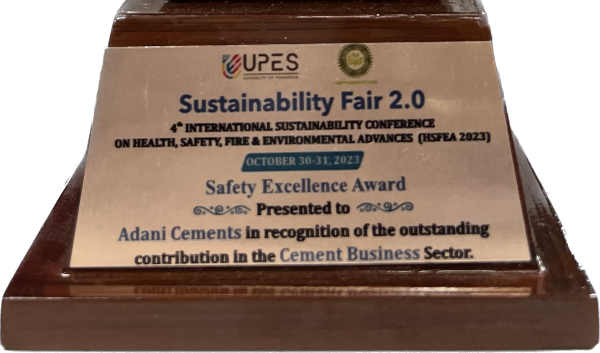 UPES
UNIVERSITY OF TOMORROW
Sustainability Fair 2.0
4th INTERNATIONAL SUSTAINABILITY CONFERENCE
ON HEALTH, SAFETY, FIRE & ENVIRONMENTAL ADVANCES (HSFEA 2023)
OCTOBER 30-31, 2023
Safety Excellence Award
Presented to
Adani Cements in recognition of the outstanding
contribution in the Cement Business Sector.